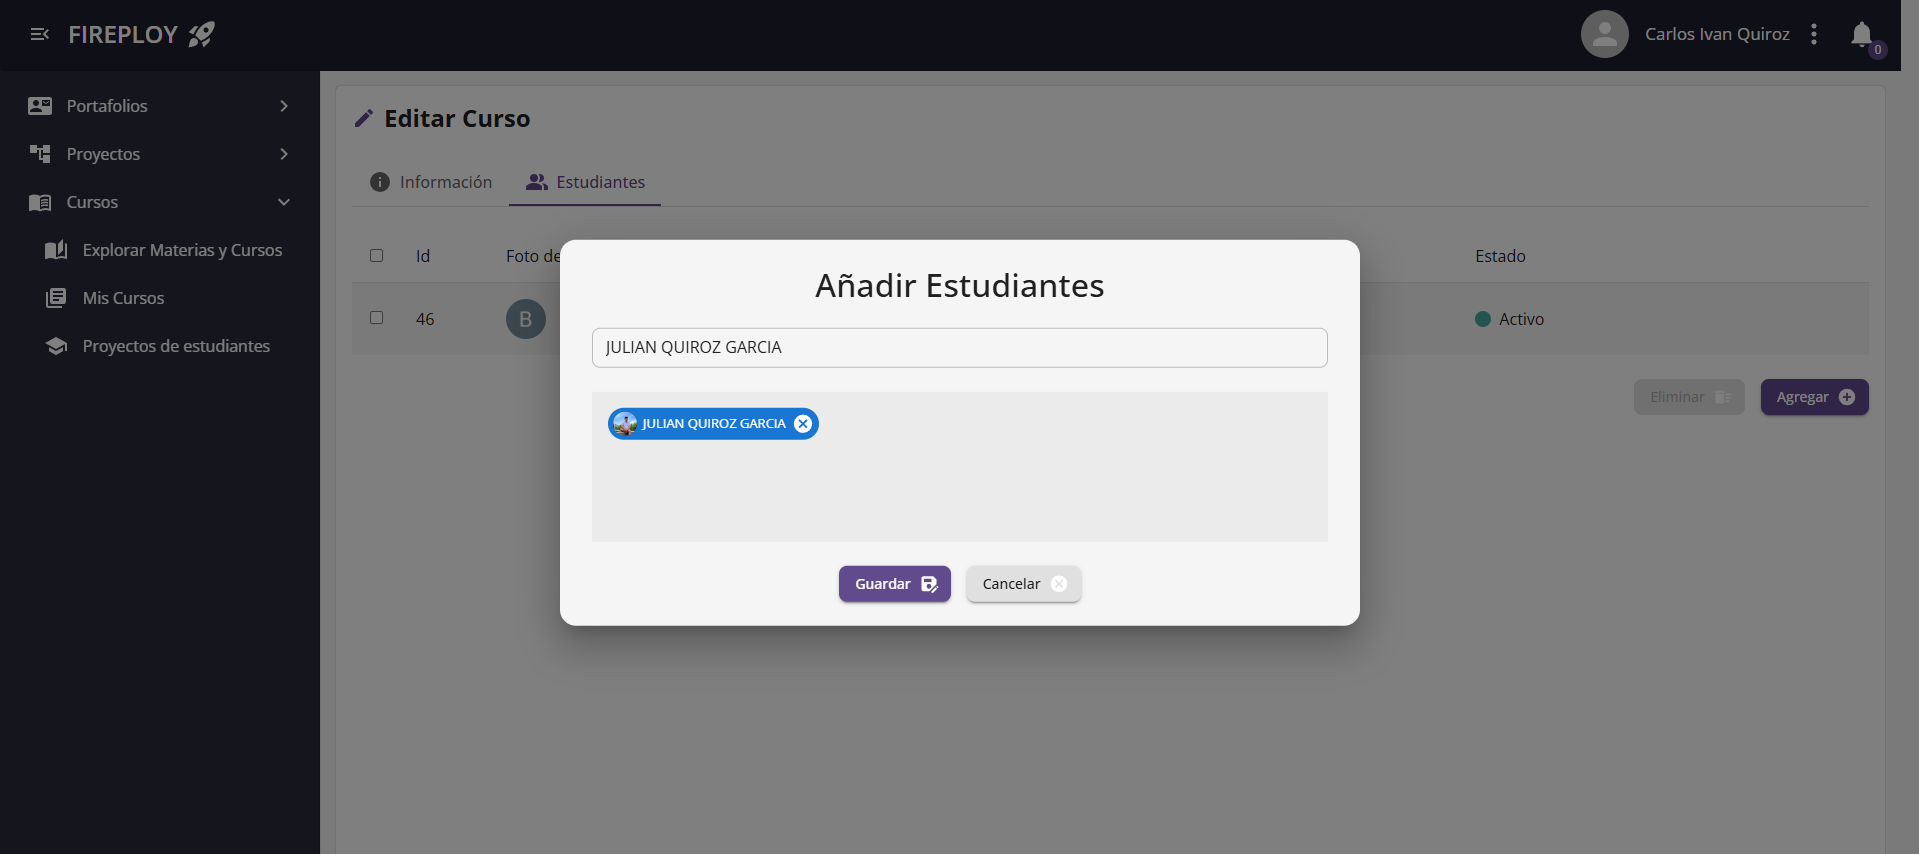 FIREPLOY
Carlos Ivan Quiroz
0
Portafolios
Proyectos
Cursos
Explorar Materias y Cursos
Mis Cursos
Proyectos de estudiantes
Editar Curso
Información
Estudiantes
Id
Foto de
Estado
46
B
Activo
Eliminar
Agregar
Añadir Estudiantes
JULIAN QUIROZ GARCIA
JULIAN QUIROZ GARCIA
Guardar
Cancelar